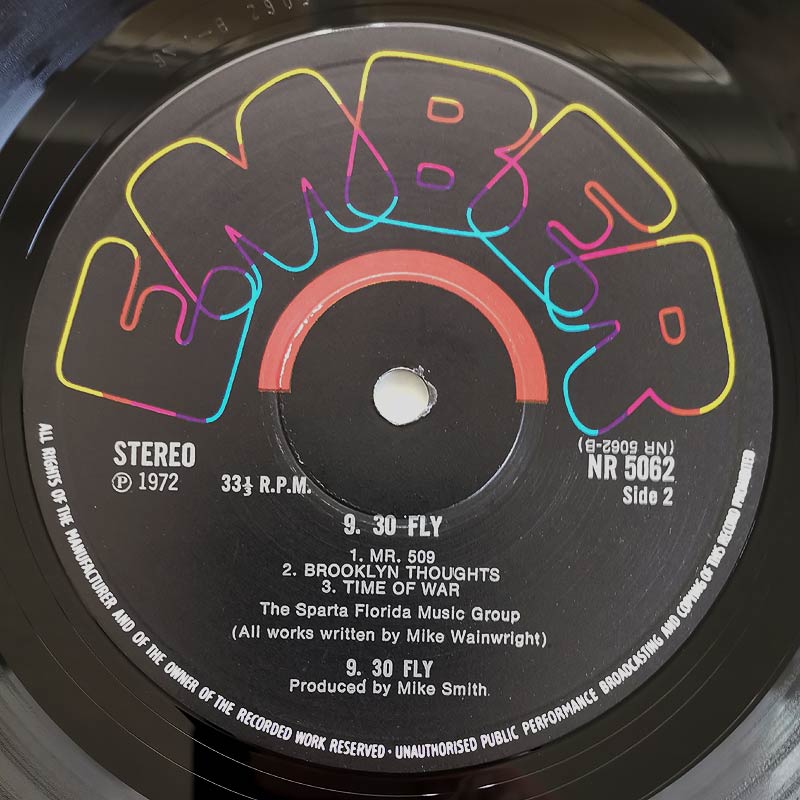 EMBER
STEREO
Ⓟ 1972
33⅓ R.P.M.
(NR 5062-B)
NR 5062
Side 2
9. 30 FLY
1. MR. 509
2. BROOKLYN THOUGHTS
3. TIME OF WAR
The Sparta Florida Music Group
(All works written by Mike Wainwright)
9. 30 FLY
Produced by Mike Smith
ALL RIGHTS OF THE MANUFACTURER AND OF THE OWNER OF THE RECORDED WORK RESERVED · UNAUTHORISED PUBLIC PERFORMANCE BROADCASTING AND COPYING OF THIS RECORD PROHIBITED